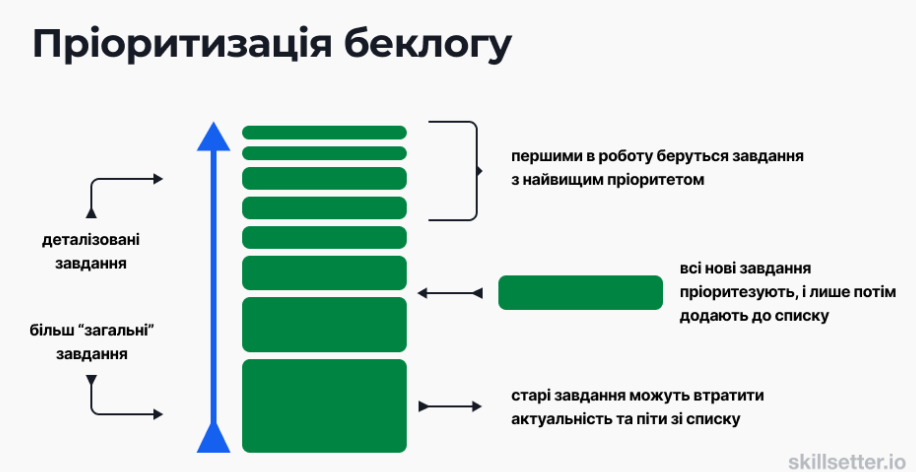 Пріоритизація беклогу
першими в роботу беруться завдання
з найвищим пріоритетом
деталізовані
завдання
всі нові завдання
пріоритезують, і лише потім
додають до списку
більш “загальні”
завдання
старі завдання можуть втратити
актуальність та піти зі списку
skillsetter.io